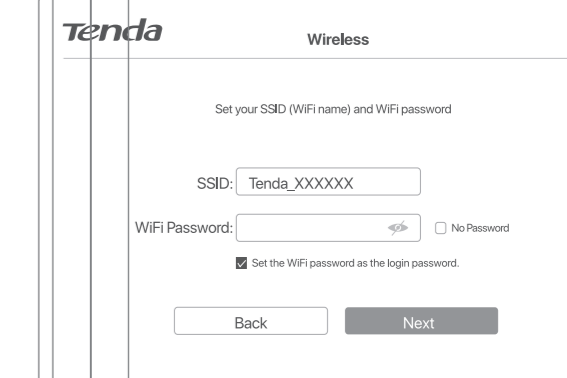 Tenda
Wireless
Set your SSID (WiFi name) and WiFi password
SSID: Tenda_XXXXXX
WiFi Password: No Password
Set the WiFi password as the login password.
Back Next